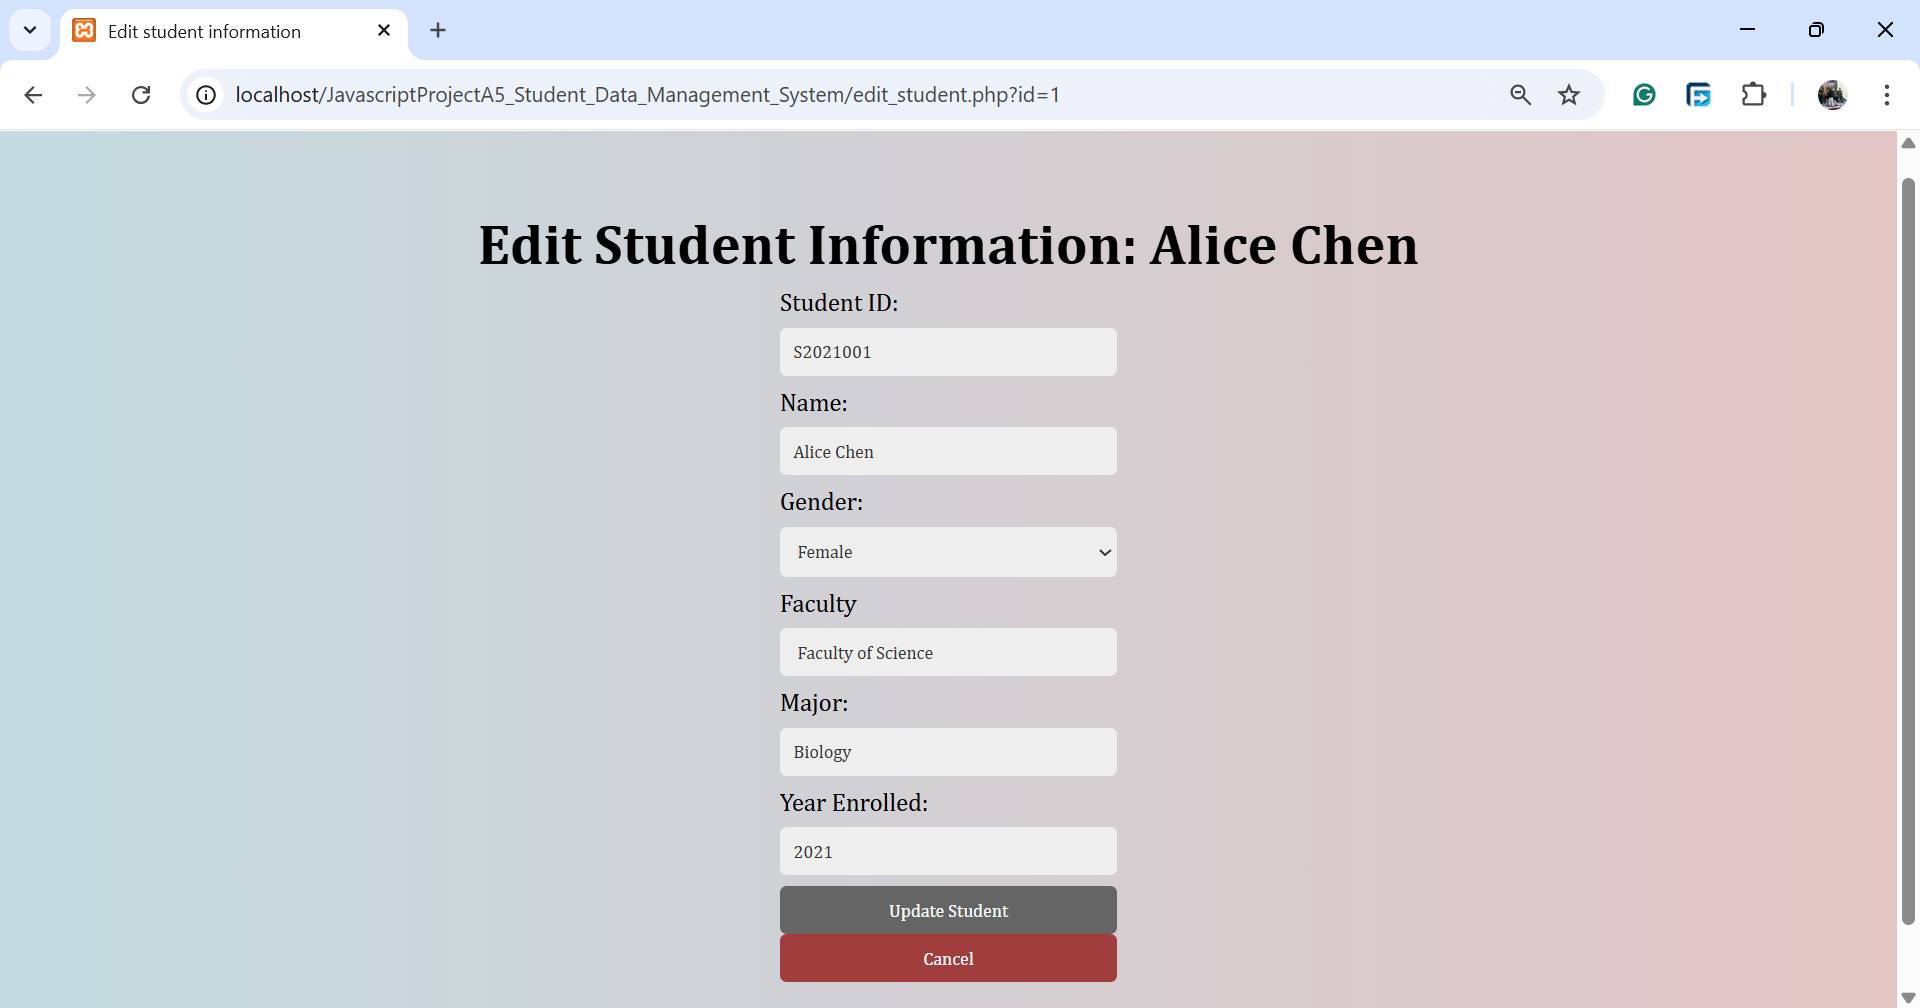 Edit student information
localhost/JavascriptProjectA5_Student_Data_Management_System/edit_student.php?id=1
Edit Student Information: Alice Chen
Student ID:
S2021001
Name:
Alice Chen
Gender:
Female
Faculty
Faculty of Science
Major:
Biology
Year Enrolled:
2021
Update Student
Cancel